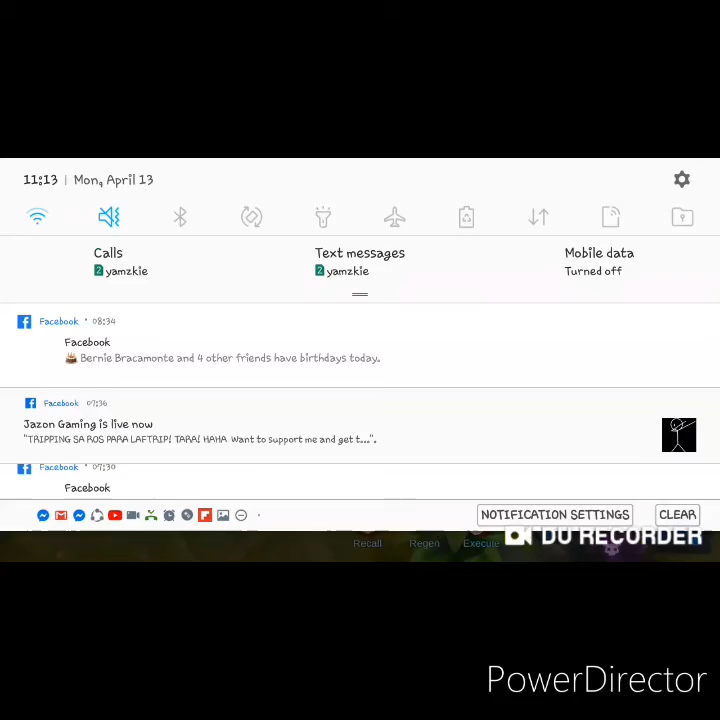 11:13 | Mon, April 13
Calls
2 yamzkie
Text messages
2 yamzkie
Mobile data
Turned off
Facebook • 08:34
Facebook
Bernie Bracamonte and 4 other friends have birthdays today.
Facebook 07:36
Jazon Gaming is live now
"TRIPPING SA ROS PARA LAFTRIP! TARA! HAHA Want to support me and get t...".
Facebook • 07:30
Facebook
NOTIFICATION SETTINGS
CLEAR
Recall
Regen
Execute
DU RECORDER
PowerDirector